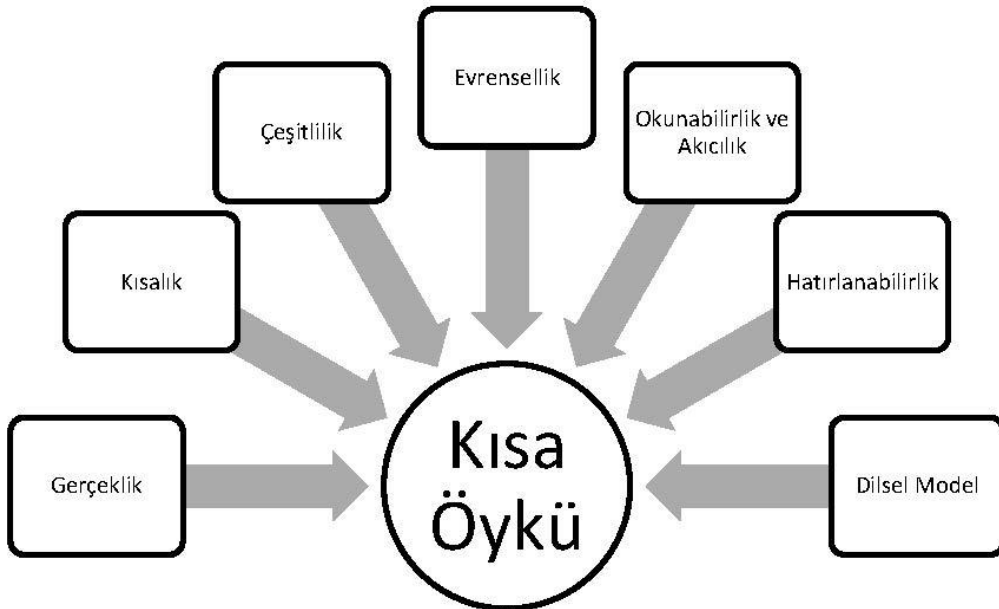 Evrensellik
Çeşitlilik
Okunabilirlik ve
Akıcılık
Kısalık
Hatırlanabilirlik
Gerçeklik
Kısa
Öykü
Dilsel Model